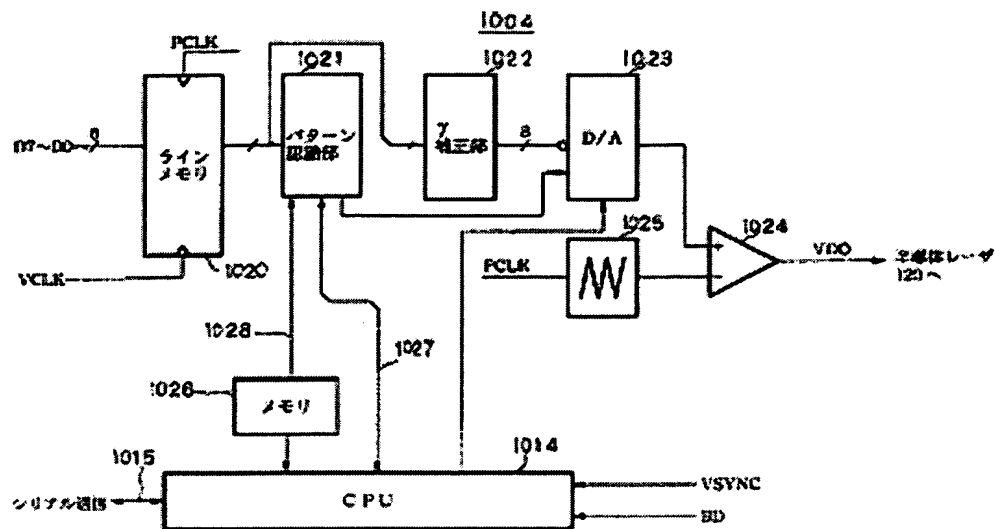 1004
PCLK
1021
1022
1023
8
D7~D0
ライン
メモリ
パターン
認識部
γ
補正部
8
D/A
VCLK
1020
1025
PCLK
1024
VDO
半導体レーザ
120へ
1028
1027
1026
メモリ
1014
1015
シリアル通信
CPU
VSYNC
BD